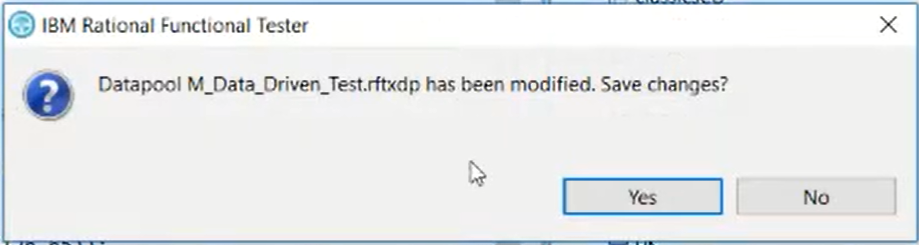 IBM Rational Functional Tester
Datapool M_Data_Driven_Test.rftxdp has been modified. Save changes?
Yes
No